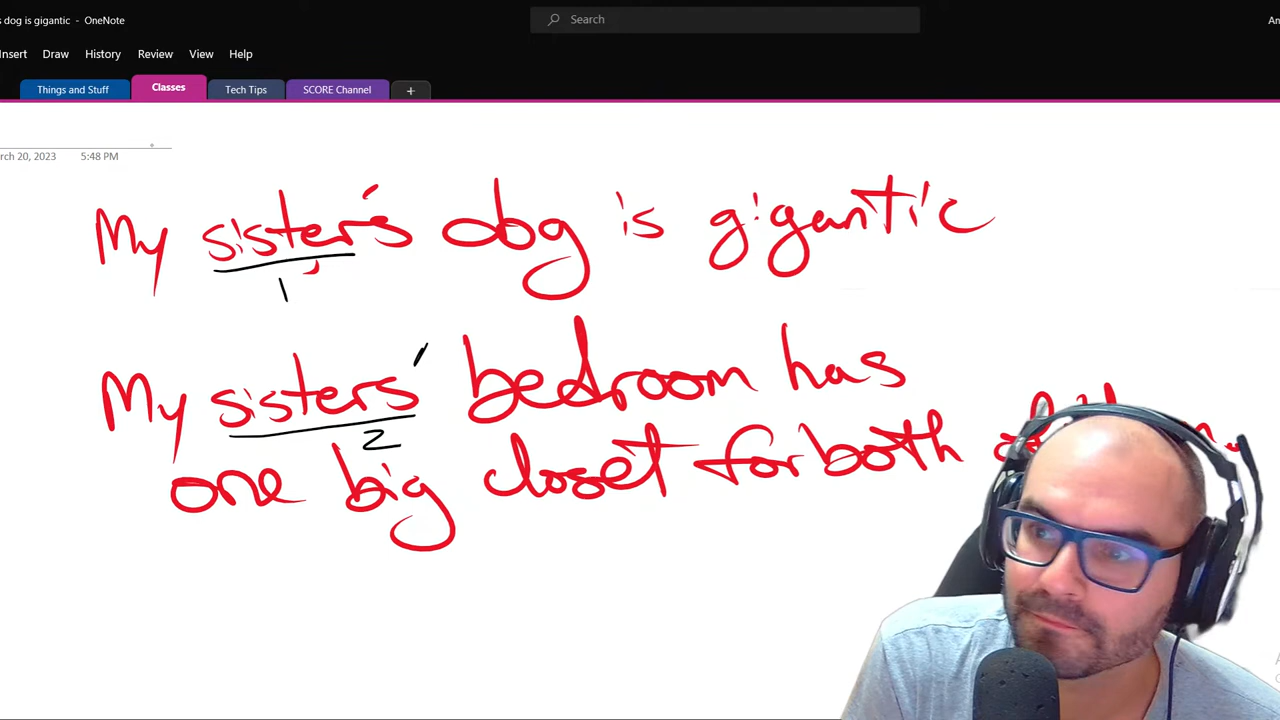 s dog is gigantic - OneNote
Search
An
Insert Draw History Review View Help
Things and Stuff Classes Tech Tips SCORE Channel +
rch 20, 2023 5:48 PM
My sister's dog is gigantic
1
My sisters' bedroom has
2
one big closet for both of